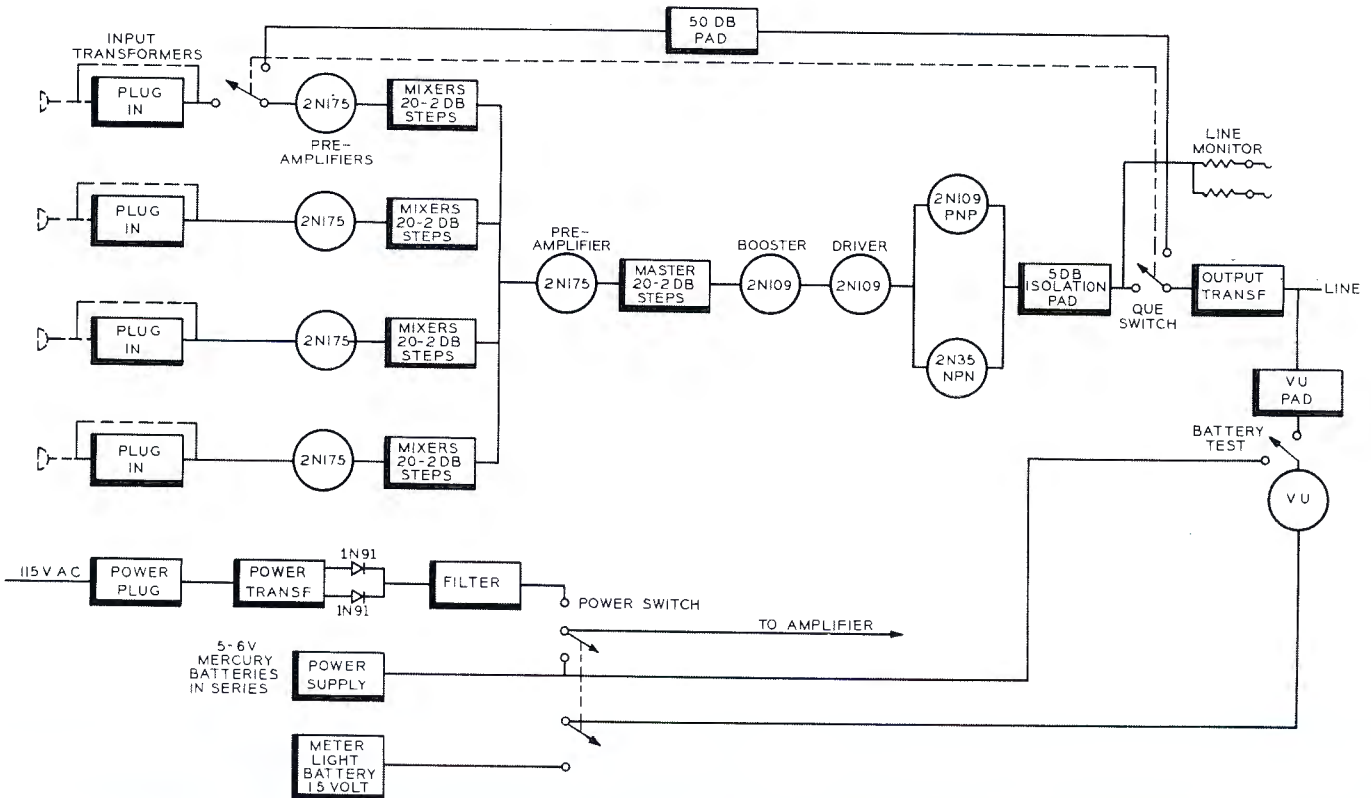 50 DB
PAD
INPUT
TRANSFORMERS
PLUG
IN
2N175
MIXERS
20-2 DB
STEPS
PRE-
AMPLIFIERS
LINE
MONITOR
PLUG
IN
2N175
MIXERS
20-2 DB
STEPS
2N109
PNP
PRE-
AMPLIFIER
2N175
MASTER
20-2 DB
STEPS
BOOSTER
2N109
DRIVER
2N109
5DB
ISOLATION
PAD
QUE
SWITCH
OUTPUT
TRANSF
LINE
PLUG
IN
2N175
MIXERS
20-2 DB
STEPS
2N35
NPN
VU
PAD
BATTERY
TEST
VU
PLUG
IN
2N175
MIXERS
20-2 DB
STEPS
115V AC
POWER
PLUG
POWER
TRANSF
1N91
1N91
FILTER
POWER SWITCH
TO AMPLIFIER
5-6V
MERCURY
BATTERIES
IN SERIES
POWER
SUPPLY
METER
LIGHT
BATTERY
1.5 VOLT